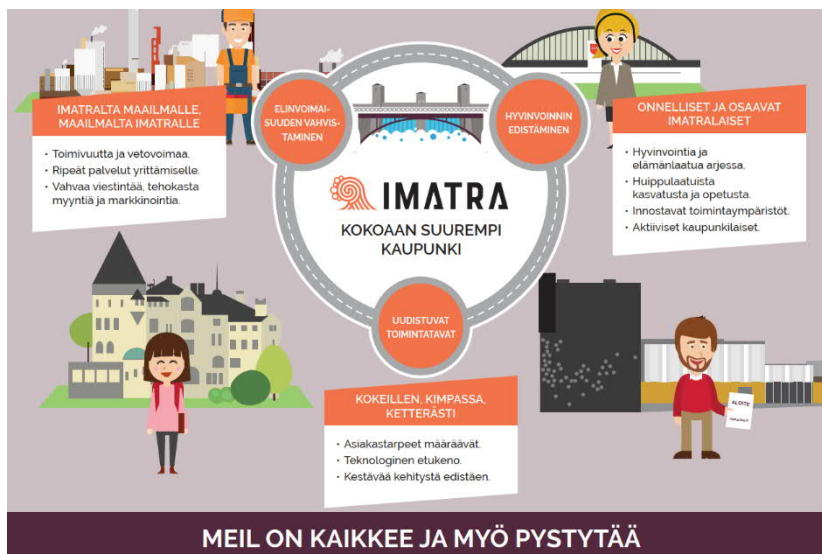 IMATRALTA MAAILMALLE,
MAAILMALTA IMATRALLE
• Toimivuutta ja vetovoimaa.
• Ripeät palvelut yrittämiselle.
• Vahvaa viestintää, tehokasta
myyntiä ja markkinointia.
ELINVOIMAI-
SUUDEN VAHVIS-
TAMINEN
HYVINVOINNIN
EDISTÄMINEN
IMATRA
KOKOAAN SUUREMPI
KAUPUNKI
UUDISTUVAT
TOIMINTATAVAT
ONNELLISET JA OSAAVAT
IMATRALAISET
• Hyvinvointia ja
elämänlaatua arjessa.
• Huippulaatuista
kasvatusta ja opetusta.
• Innostavat toimintaympäristöt.
• Aktiiviset kaupunkilaiset.
KOKEILLEN, KIMPASSA,
KETTERÄSTI
• Asiakastarpeet määräävät.
• Teknologinen etukeno.
• Kestävää kehitystä edistäen.
ALOITE
MEIL ON KAIKKEE JA MYÖ PYSTYTÄÄ